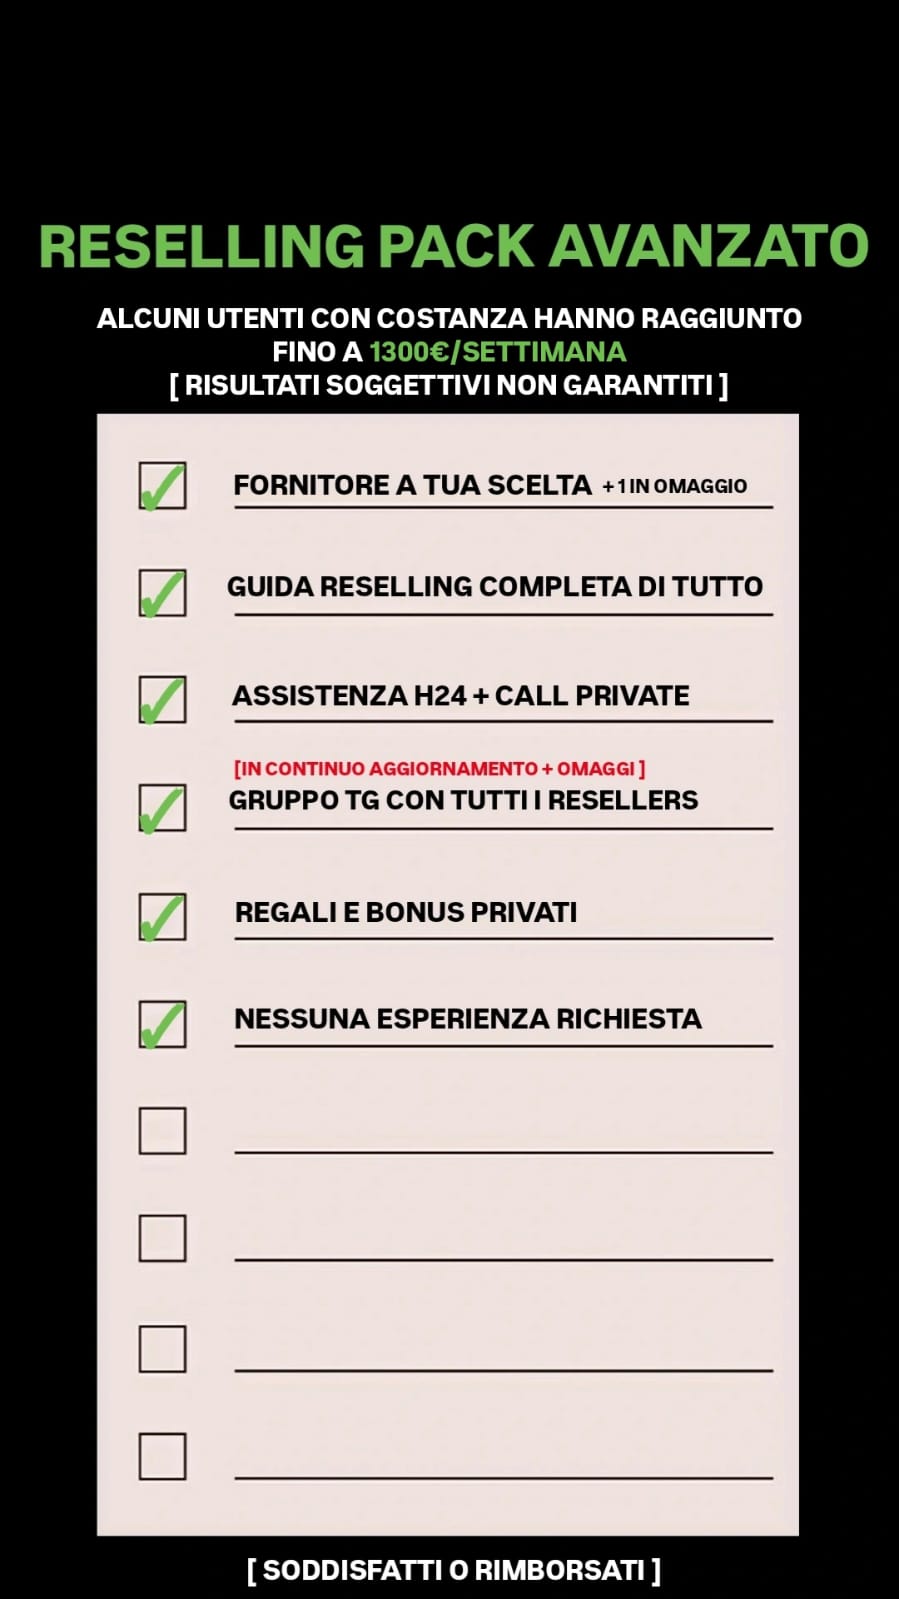 RESELLING PACK AVANZATO
ALCUNI UTENTI CON COSTANZA HANNO RAGGIUNTO
FINO A 1300€/SETTIMANA
[ RISULTATI SOGGETTIVI NON GARANTITI ]
FORNITORE A TUA SCELTA + 1 IN OMAGGIO
GUIDA RESELLING COMPLETA DI TUTTO
ASSISTENZA H24 + CALL PRIVATE
[IN CONTINUO AGGIORNAMENTO + OMAGGI ]
GRUPPO TG CON TUTTI I RESELLERS
REGALI E BONUS PRIVATI
NESSUNA ESPERIENZA RICHIESTA
[ SODDISFATTI O RIMBORSATI ]